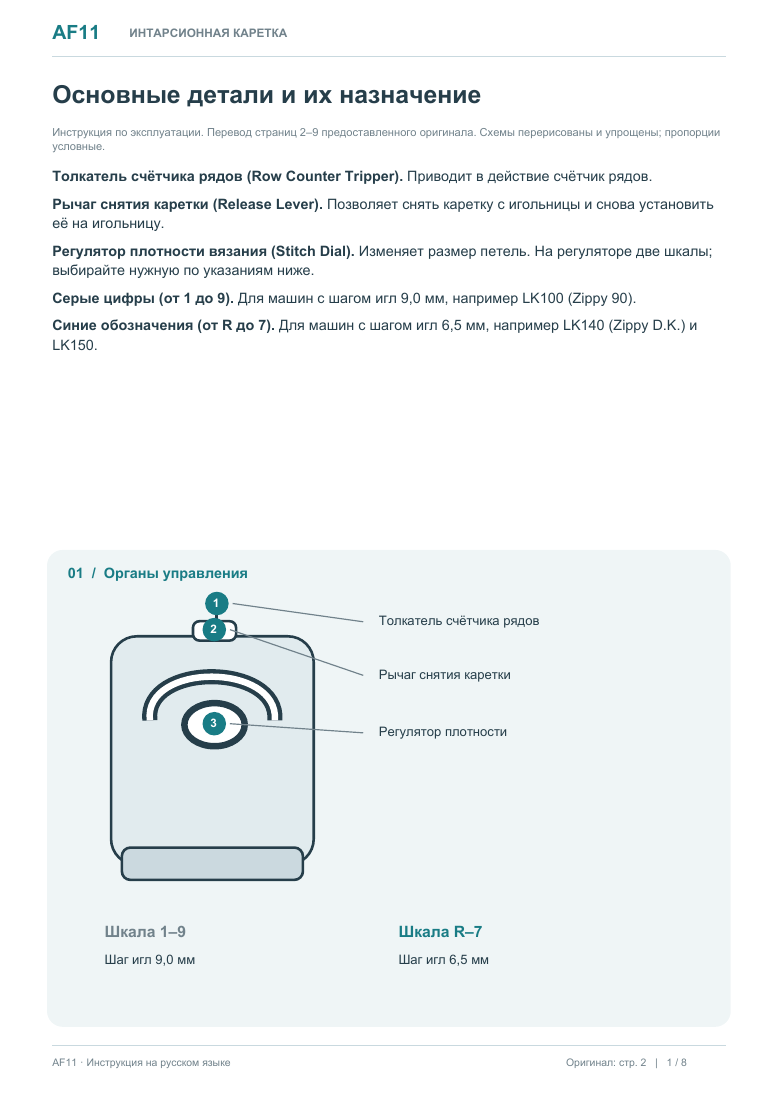 AF11 ИНТАРСИОННАЯ КАРЕТКА
Основные детали и их назначение
Инструкция по эксплуатации. Перевод страниц 2–9 предоставленного оригинала. Схемы перерисованы и упрощены; пропорции
условные.
Толкатель счётчика рядов (Row Counter Tripper). Приводит в действие счётчик рядов.
Рычаг снятия каретки (Release Lever). Позволяет снять каретку с игольницы и снова установить
её на игольницу.
Регулятор плотности вязания (Stitch Dial). Изменяет размер петель. На регуляторе две шкалы;
выбирайте нужную по указаниям ниже.
Серые цифры (от 1 до 9). Для машин с шагом игл 9,0 мм, например LK100 (Zippy 90).
Синие обозначения (от R до 7). Для машин с шагом игл 6,5 мм, например LK140 (Zippy D.K.) и
LK150.
01 / Органы управления
1
Толкатель счётчика рядов
2
Рычаг снятия каретки
3
Регулятор плотности
Шкала 1–9
Шкала R–7
Шаг игл 9,0 мм
Шаг игл 6,5 мм
AF11 · Инструкция на русском языке
Оригинал: стр. 2 | 1 / 8